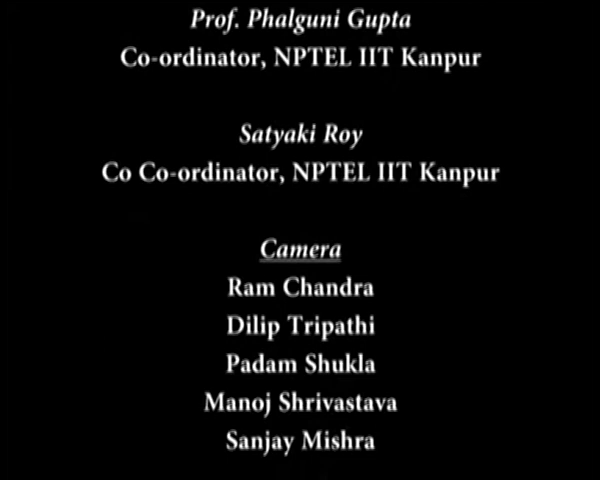 Prof. Phalguni Gupta
Co-ordinator, NPTEL IIT Kanpur
Satyaki Roy
Co Co-ordinator, NPTEL IIT Kanpur
Camera
Ram Chandra
Dilip Tripathi
Padam Shukla
Manoj Shrivastava
Sanjay Mishra